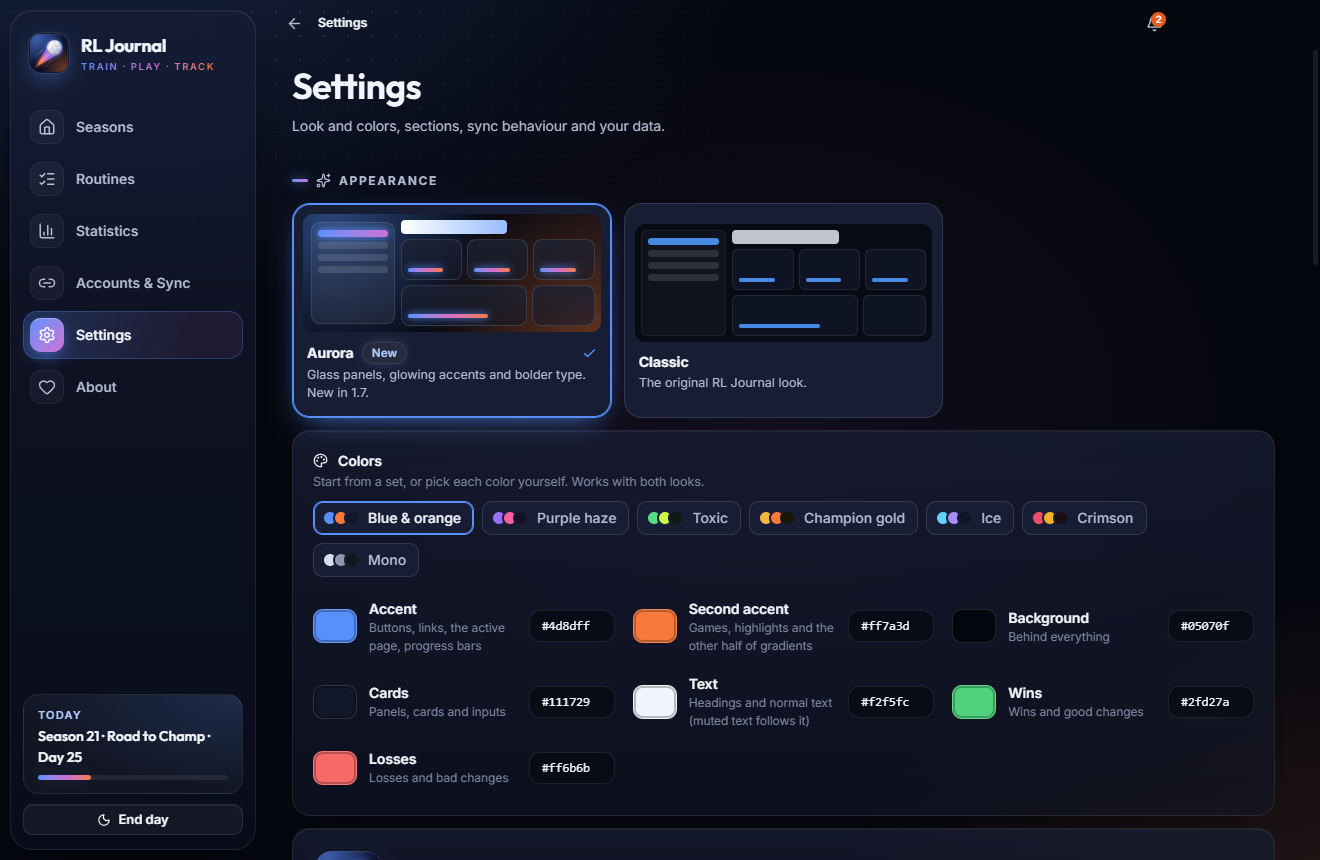 RL Journal
TRAIN · PLAY · TRACK
Seasons
Routines
Statistics
Accounts & Sync
Settings
About
TODAY
Season 21 · Road to Champ ·
Day 25
End day
Settings
2
Settings
Look and colors, sections, sync behaviour and your data.
APPEARANCE
Aurora New
Glass panels, glowing accents and bolder type.
New in 1.7.
Classic
The original RL Journal look.
Colors
Start from a set, or pick each color yourself. Works with both looks.
Blue & orange
Purple haze
Toxic
Champion gold
Ice
Crimson
Mono
Accent
Buttons, links, the active
page, progress bars
#4d8dff
Second accent
Games, highlights and the
other half of gradients
#ff7a3d
Background
Behind everything
#05070f
Cards
Panels, cards and inputs
#111729
Text
Headings and normal text
(muted text follows it)
#f2f5fc
Wins
Wins and good changes
#2fd27a
Losses
Losses and bad changes
#ff6b6b